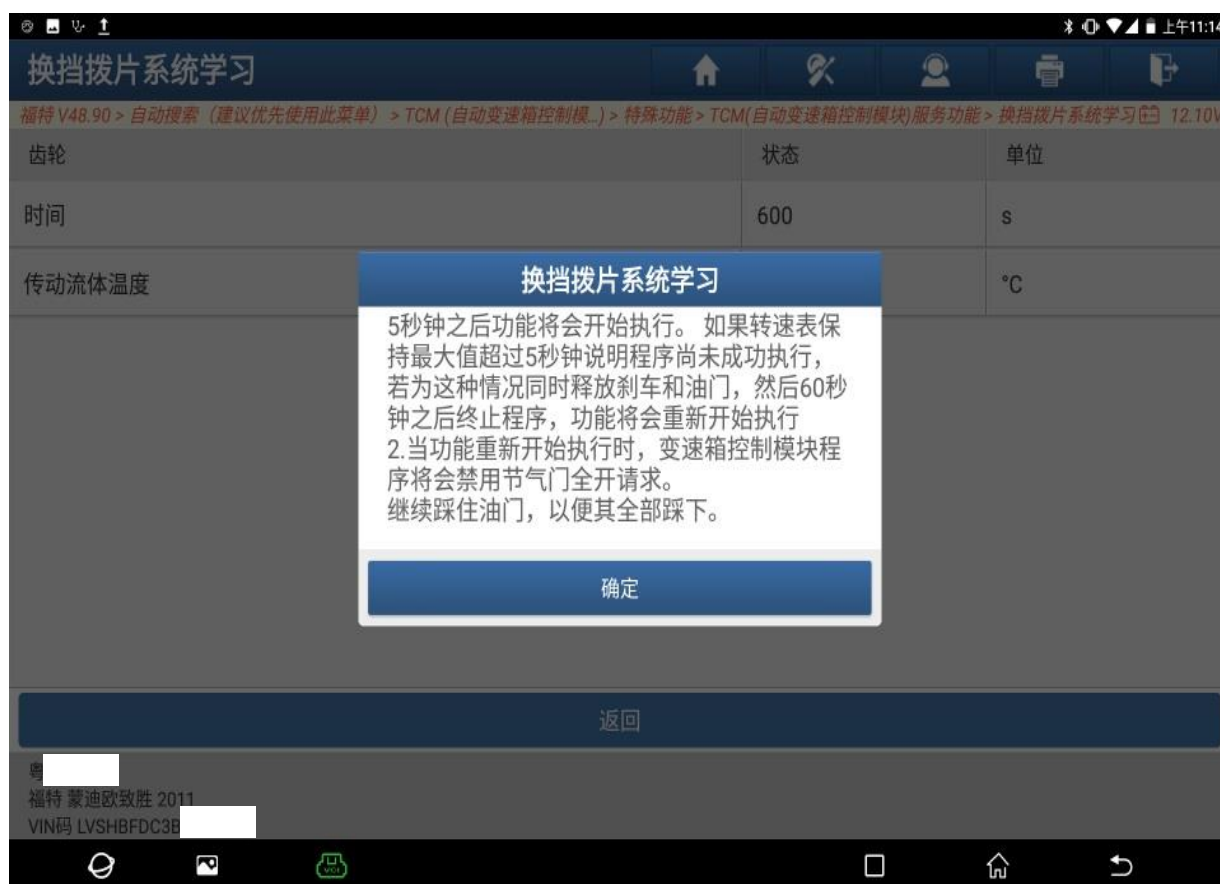 上午11:14
换挡拨片系统学习
福特 V48.90 > 自动搜索（建议优先使用此菜单） > TCM (自动变速箱控制模...) > 特殊功能 > TCM(自动变速箱控制模块)服务功能 > 换挡拨片系统学习 12.10V
齿轮 状态 单位
时间 600 s
传动流体温度 °C
换挡拨片系统学习
5秒钟之后功能将会开始执行。 如果转速表保
持最大值超过5秒钟说明程序尚未成功执行，
若为这种情况同时释放刹车和油门，然后60秒
钟之后终止程序，功能将会重新开始执行
2.当功能重新开始执行时，变速箱控制模块程
序将会禁用节气门全开请求。
继续踩住油门，以便其全部踩下。
确定
返回
粤
福特 蒙迪欧致胜 2011
VIN码 LVSHBFDC3B
VCI